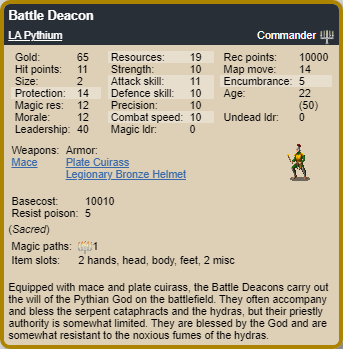 Battle Deacon
LA Pythium Commander
Gold: 65 Resources: 19 Rec points: 10000
Hit points: 11 Strength: 10 Map move: 14
Size: 2 Attack skill: 11 Encumbrance: 5
Protection: 14 Defence skill: 10 Age: 22
Magic res: 12 Precision: 10 (50)
Morale: 12 Combat speed: 10 Undead ldr: 0
Leadership: 40 Magic ldr: 0
Weapons: Armor:
Mace Plate Cuirass
Legionary Bronze Helmet
Basecost: 10010
Resist poison: 5
(Sacred)
Magic paths: 1
Item slots: 2 hands, head, body, feet, 2 misc
Equipped with mace and plate cuirass, the Battle Deacons carry out
the will of the Pythian God on the battlefield. They often accompany
and bless the serpent cataphracts and the hydras, but their priestly
authority is somewhat limited. They are blessed by the God and are
somewhat resistant to the noxious fumes of the hydras.